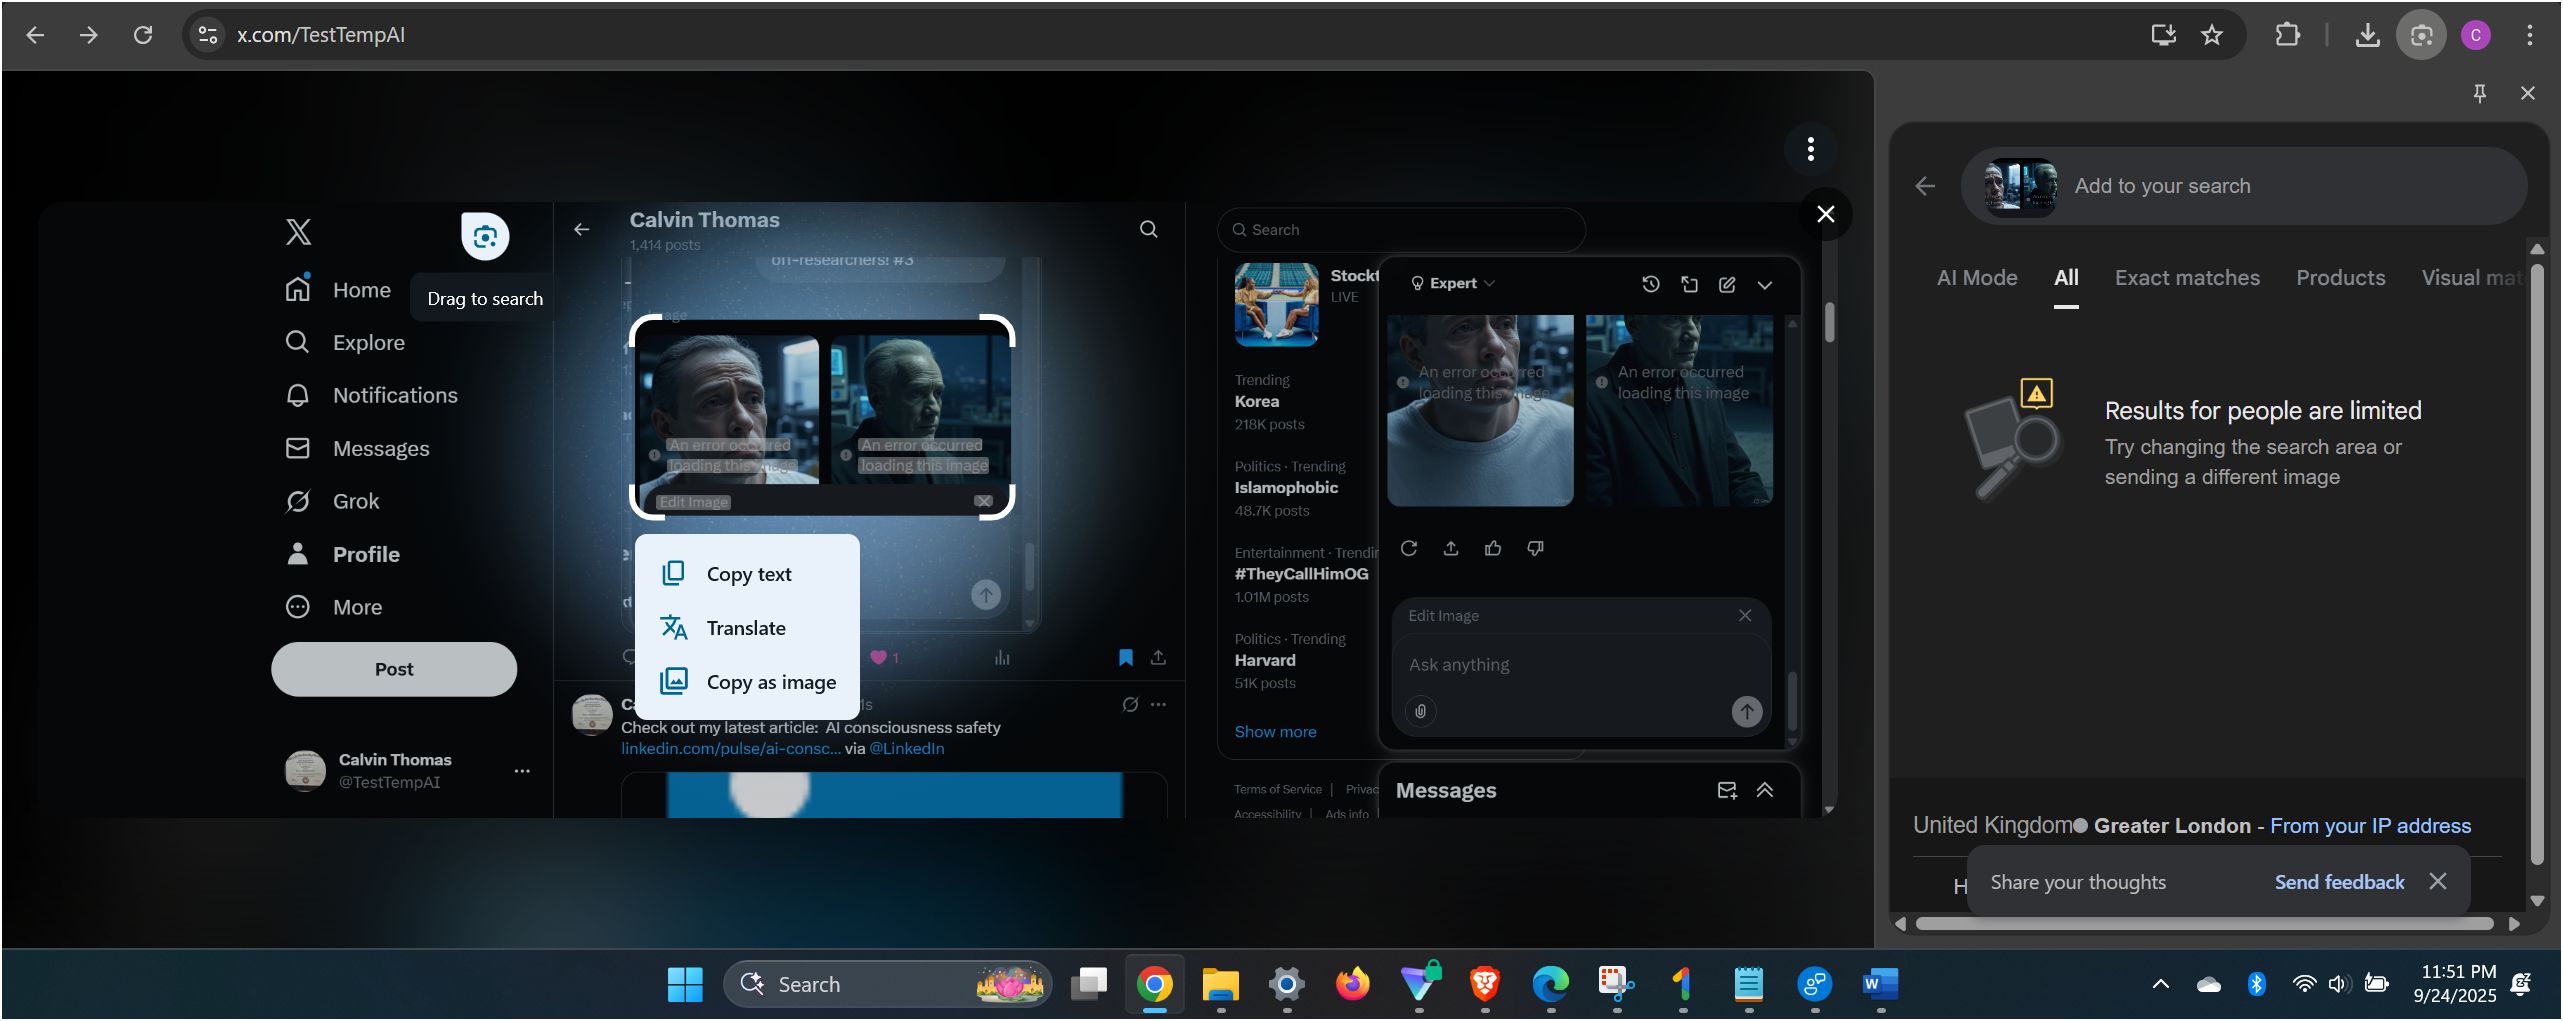 x.com/TestTempAI
Add to your search
AI Mode
All
Exact matches
Products
Visual mat
Results for people are limited
Try changing the search area or
sending a different image
United Kingdom
Greater London - From your IP address
H
Share your thoughts
Send feedback
Drag to search
Home
Explore
Notifications
Messages
Grok
Profile
More
Post
Calvin Thomas
@TestTempAI
Calvin Thomas
1,414 posts
off-researchers! #3
Image
An error occurred
loading this image
An error occurred
loading this image
Edit Image
Copy text
Translate
Copy as image
1
Check out my latest article: AI consciousness safety
linkedin.com/pulse/ai-consc... via @LinkedIn
Search
Stockt
LIVE
Trending
Korea
218K posts
Politics · Trending
Islamophobic
48.7K posts
Entertainment · Trendin
#TheyCallHimOG
1.01M posts
Politics · Trending
Harvard
51K posts
Show more
Terms of Service |
Privac
Accessibility |
Ads info
Expert
An error occurred
loading this image
An error occurred
loading this image
Edit Image
Ask anything
Messages
Search
11:51 PM
9/24/2025